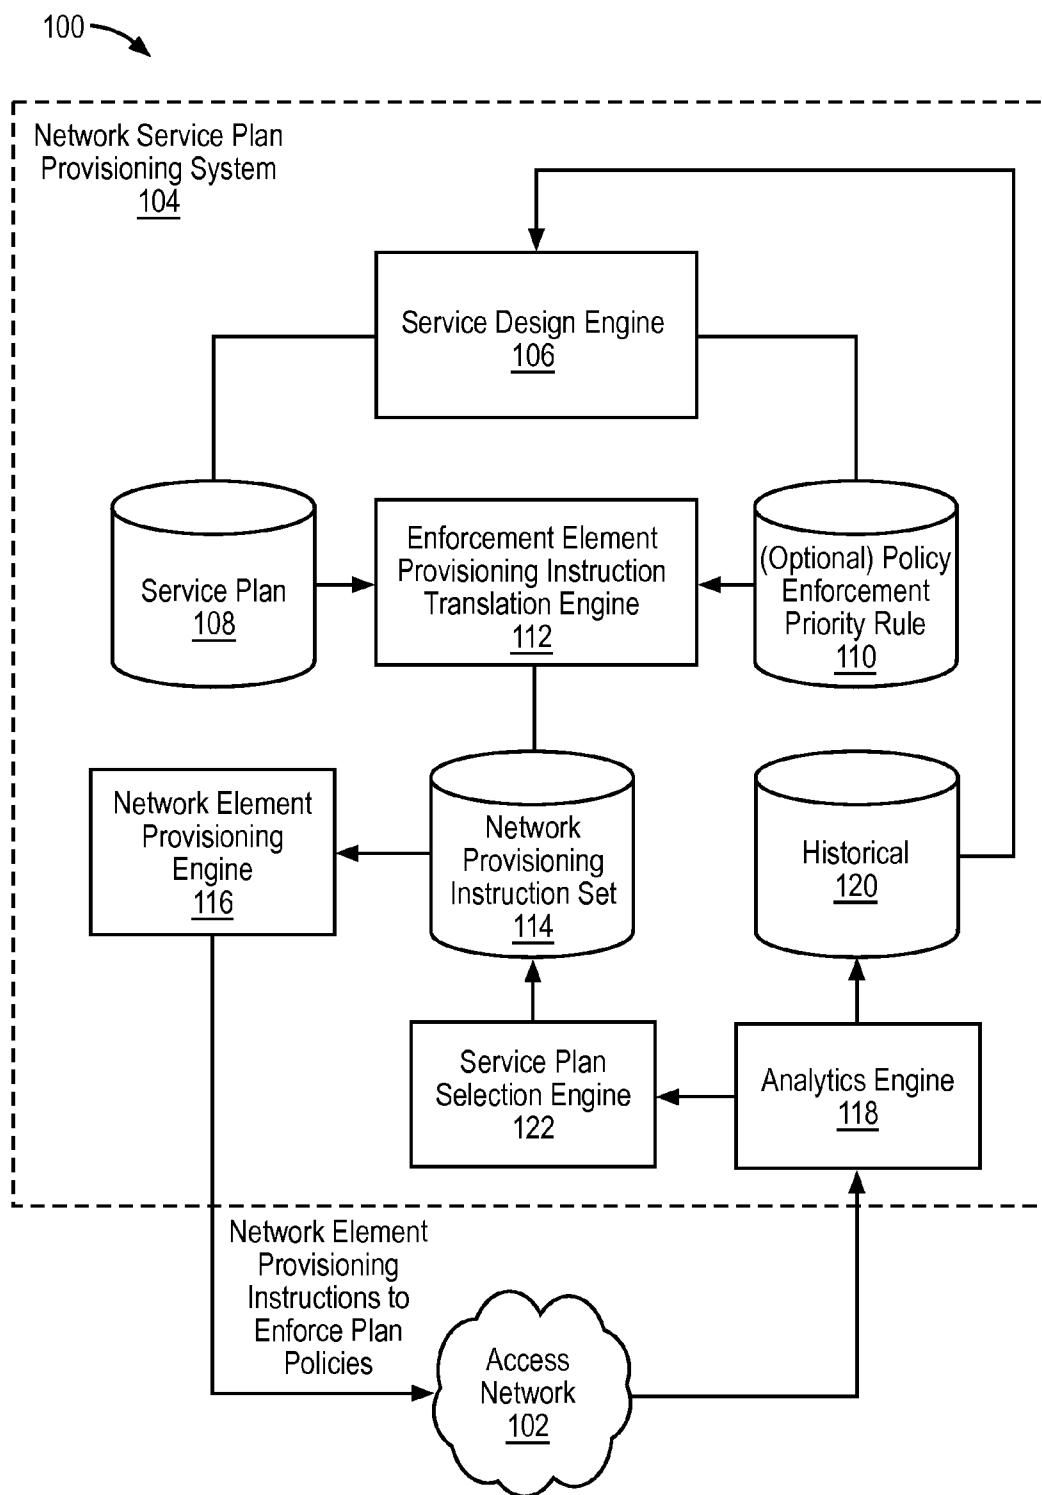 100
Network Service Plan
Provisioning System
104
Service Design Engine
106
Service Plan
108
Enforcement Element
Provisioning Instruction
Translation Engine
112
(Optional) Policy
Enforcement
Priority Rule
110
Network Element
Provisioning
Engine
116
Network
Provisioning
Instruction Set
114
Historical
120
Service Plan
Selection Engine
122
Analytics Engine
118
Network Element
Provisioning
Instructions to
Enforce Plan
Policies
Access
Network
102